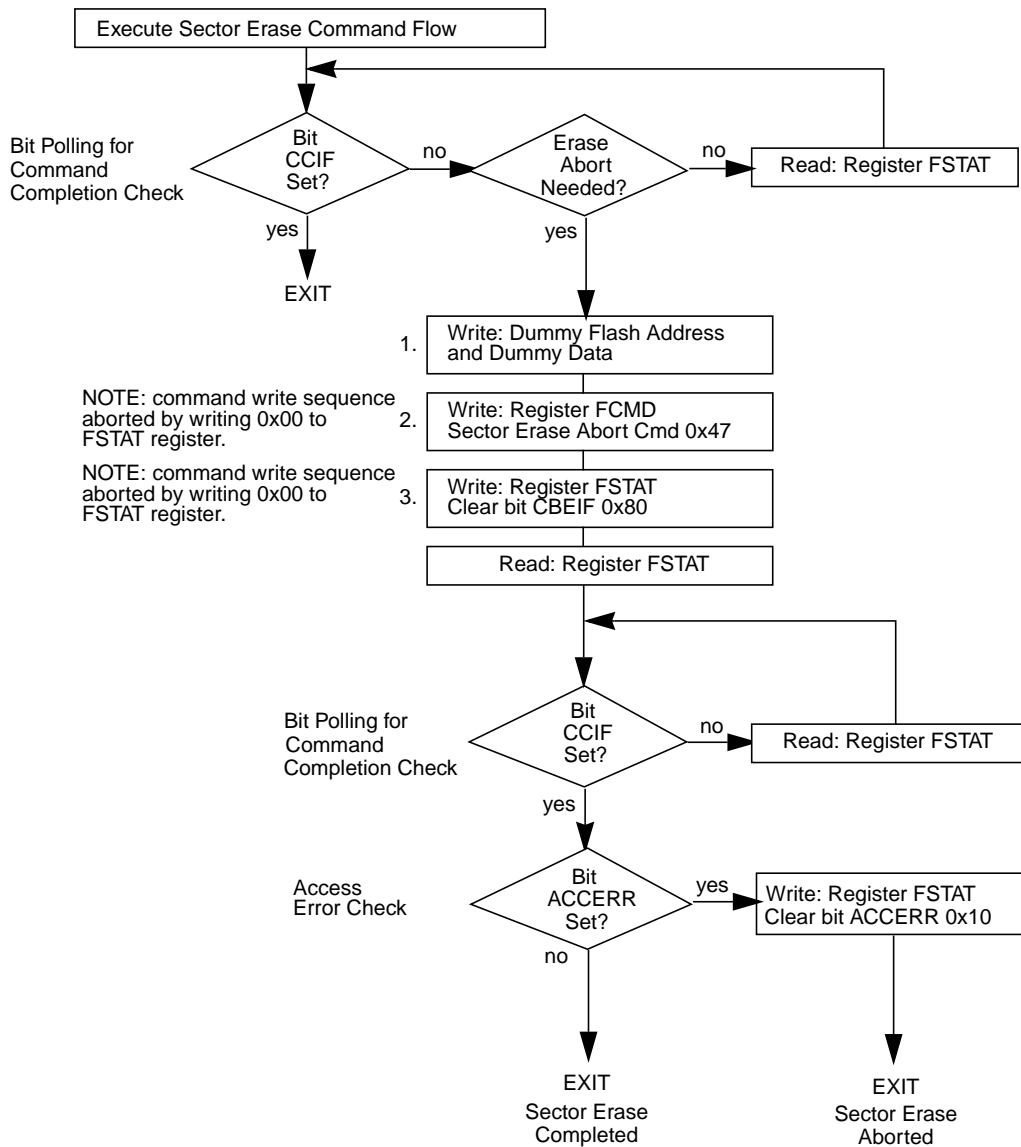 Execute Sector Erase Command Flow
Bit Polling for
Command
Completion Check
Bit
CCIF
Set?
no
Erase
Abort
Needed?
no
Read: Register FSTAT
yes
EXIT
yes
1.
Write: Dummy Flash Address
and Dummy Data
NOTE: command write sequence
aborted by writing 0x00 to
FSTAT register.
2.
Write: Register FCMD
Sector Erase Abort Cmd 0x47
NOTE: command write sequence
aborted by writing 0x00 to
FSTAT register.
3.
Write: Register FSTAT
Clear bit CBEIF 0x80
Read: Register FSTAT
Bit Polling for
Command
Completion Check
Bit
CCIF
Set?
no
Read: Register FSTAT
yes
Access
Error Check
Bit
ACCERR
Set?
yes
Write: Register FSTAT
Clear bit ACCERR 0x10
no
EXIT
Sector Erase
Completed
EXIT
Sector Erase
Aborted